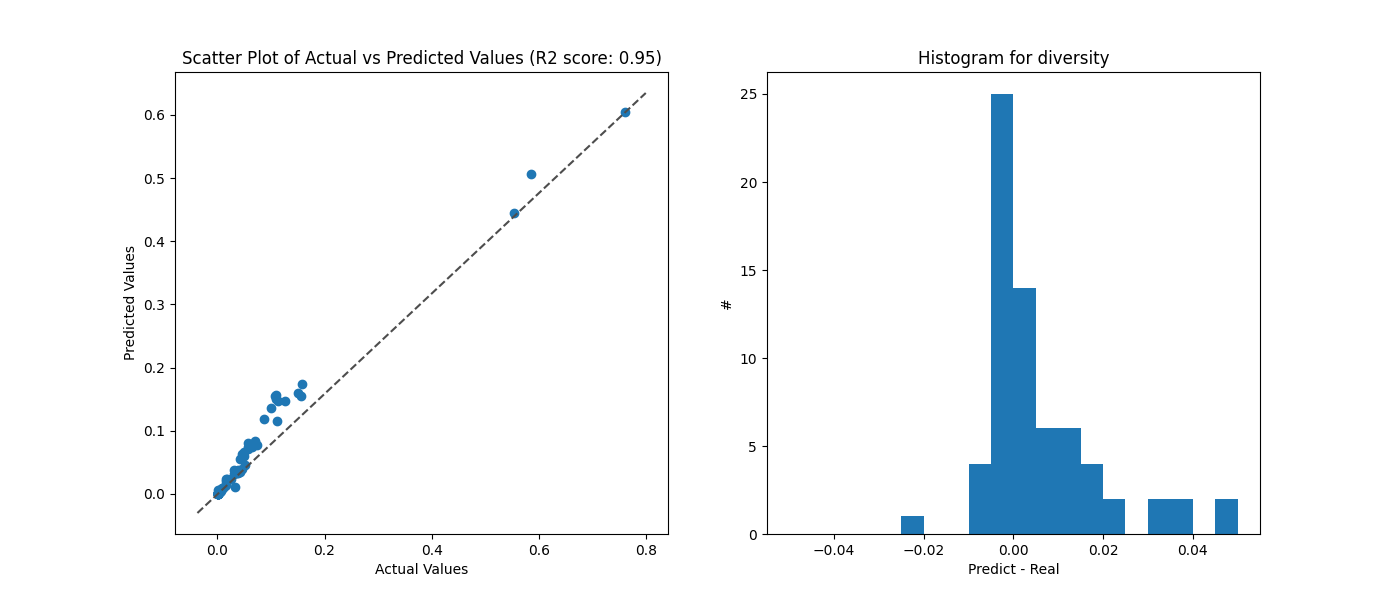 Scatter Plot of Actual vs Predicted Values (R2 score: 0.95)
Predicted Values
0.6
0.5
0.4
0.3
0.2
0.1
0.0
0.0 0.2 0.4 0.6 0.8
Actual Values
Histogram for diversity
#
25
20
15
10
5
0
−0.04 −0.02 0.00 0.02 0.04
Predict - Real